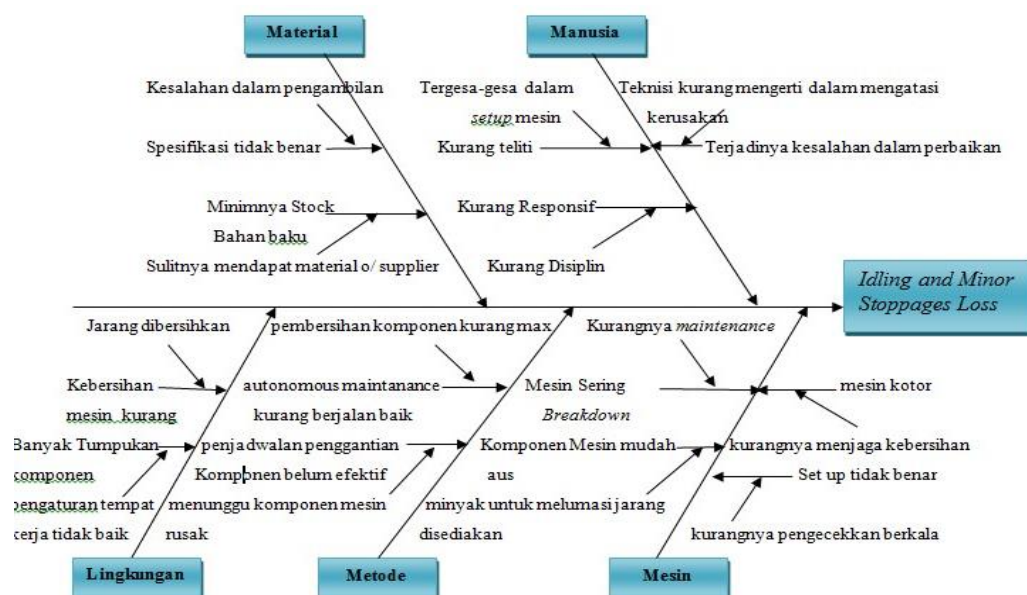 Material
Manusia
Kesalahan dalam pengambilan
Tergesa-gesa dalam
setup mesin
Teknisi kurang mengerti dalam mengatasi
kerusakan
Spesifikasi tidak benar
Kurang teliti
Terjadinya kesalahan dalam perbaikan
Minimnya Stock
Bahan baku
Kurang Responsif
Sulitnya mendapat material o/ supplier
Kurang Disiplin
Idling and Minor
Stoppages Loss
Jarang dibersihkan
pembersihan komponen kurang max
Kurangnya maintenance
Kebersihan
mesin kurang
autonomous maintanance
kurang berjalan baik
Mesin Sering
Breakdown
mesin kotor
Banyak Tumpukan
komponen
penjadwalan penggantian
Komponen belum efektif
Komponen Mesin mudah
aus
kurangnya menjaga kebersihan
Set up tidak benar
pengaturan tempat
kerja tidak baik
menunggu komponen mesin
rusak
minyak untuk melumasi jarang
disediakan
kurangnya pengecekkan berkala
Lingkungan
Metode
Mesin